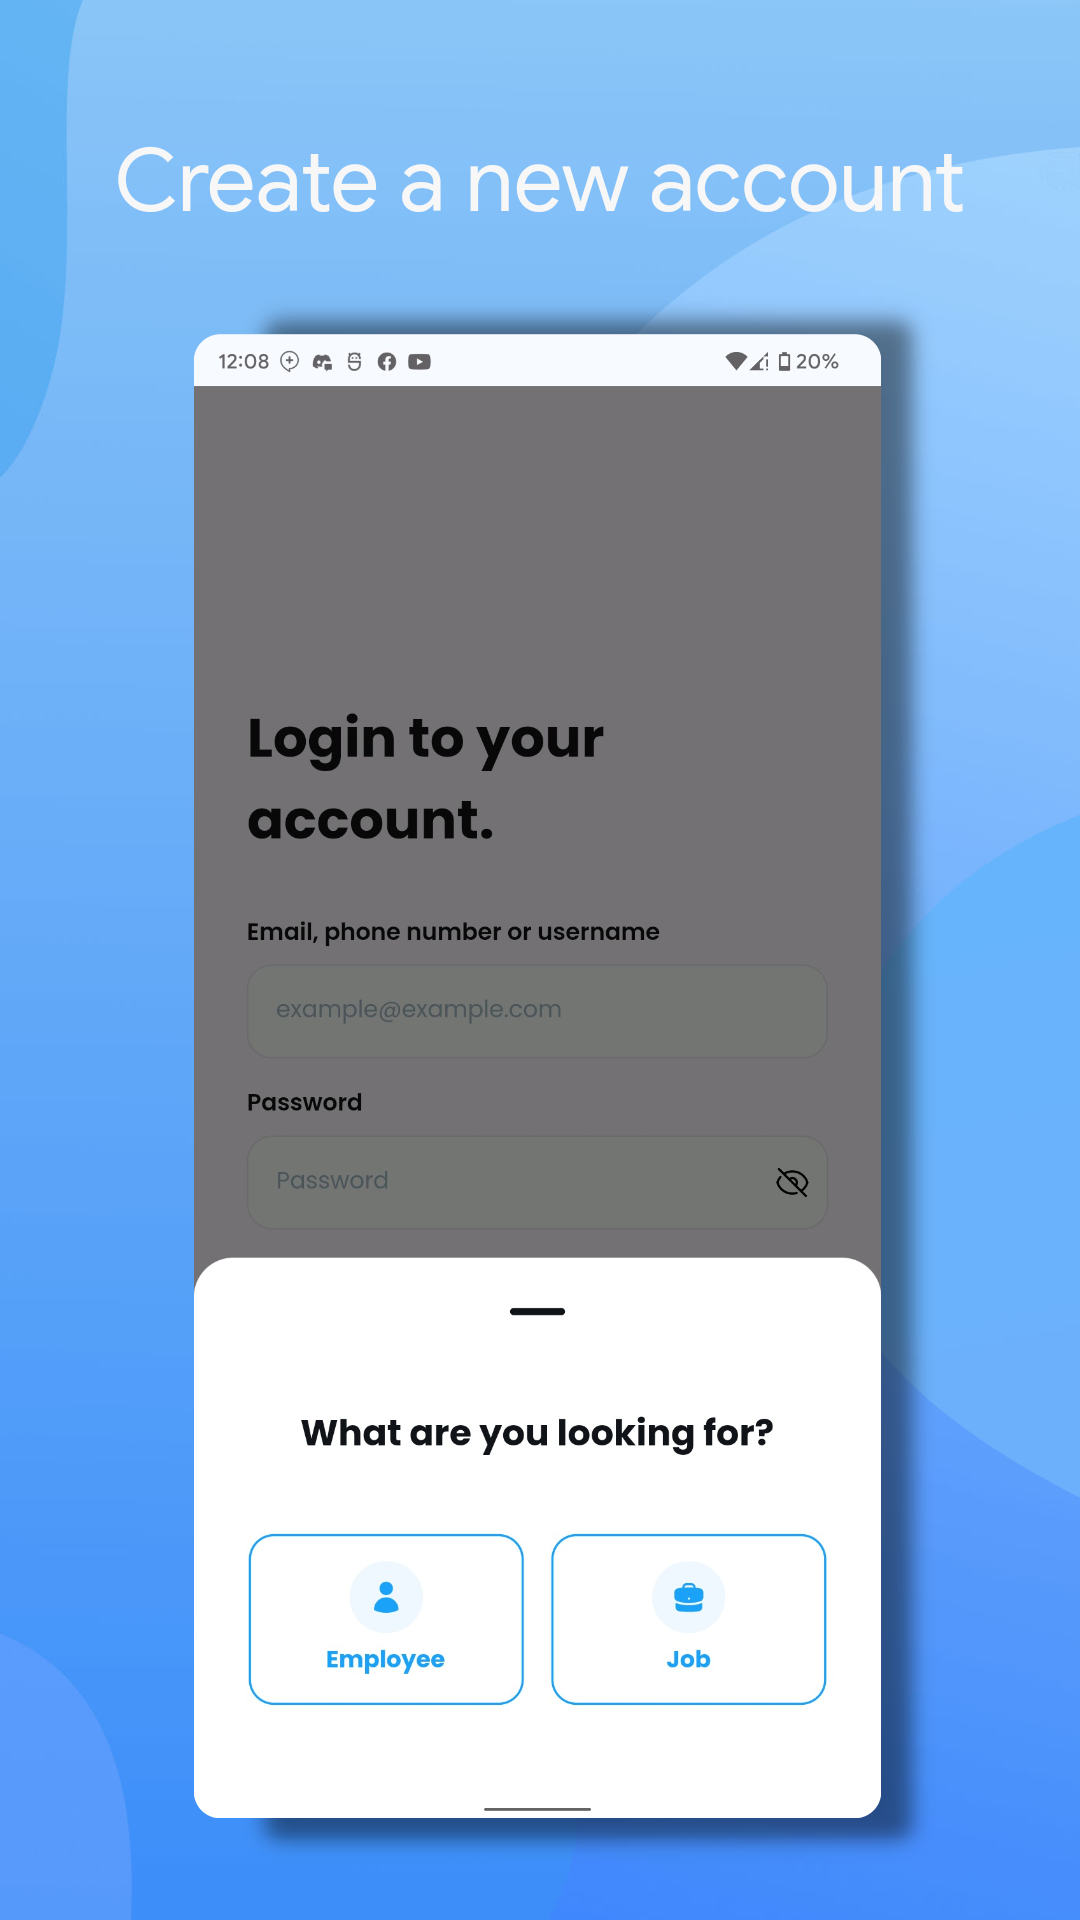 Create a new account
12:08
20%
Login to your
account.
Email, phone number or username
example@example.com
Password
Password
What are you looking for?
Employee
Job